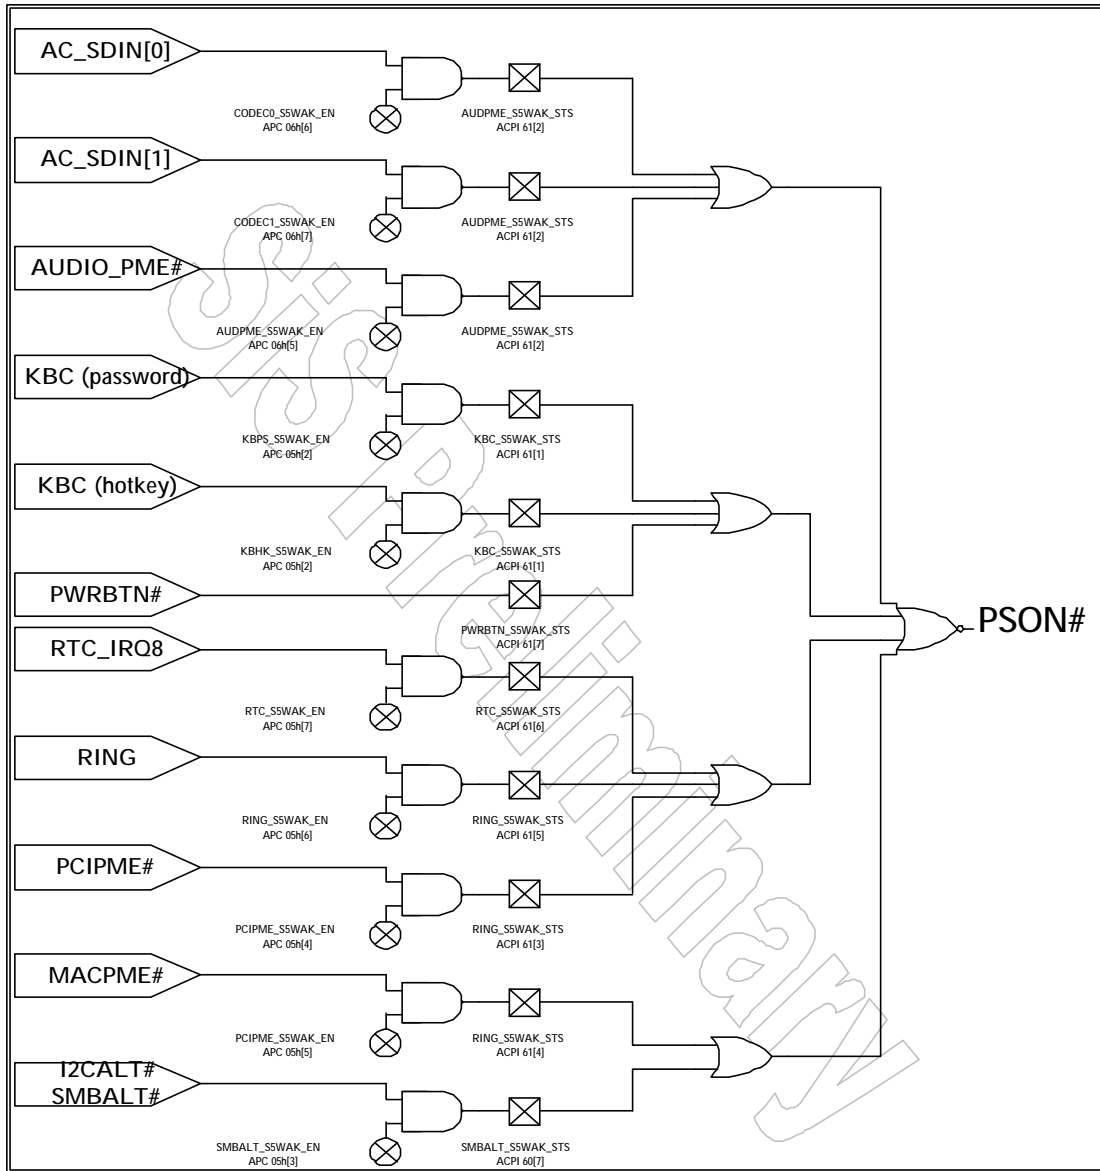 AC_SDIN[0]
CODEC0_S5WAK_EN
APC 06h[6]
AUDPME_S5WAK_STS
ACPI 61[2]
AC_SDIN[1]
CODEC1_S5WAK_EN
APC 06h[7]
AUDPME_S5WAK_STS
ACPI 61[2]
AUDIO_PME#
AUDPME_S5WAK_EN
APC 06h[5]
AUDPME_S5WAK_STS
ACPI 61[2]
KBC (password)
KBPS_S5WAK_EN
APC 05h[2]
KBC_S5WAK_STS
ACPI 61[1]
KBC (hotkey)
KBHK_S5WAK_EN
APC 05h[2]
KBC_S5WAK_STS
ACPI 61[1]
PWRBTN#
PWRBTN_S5WAK_STS
ACPI 61[7]
PSON#
RTC_IRQ8
RTC_S5WAK_EN
APC 05h[7]
RTC_S5WAK_STS
ACPI 61[6]
RING
RING_S5WAK_EN
APC 05h[6]
RING_S5WAK_STS
ACPI 61[5]
PCIPME#
PCIPME_S5WAK_EN
APC 05h[4]
RING_S5WAK_STS
ACPI 61[3]
MACPME#
PCIPME_S5WAK_EN
APC 05h[5]
RING_S5WAK_STS
ACPI 61[4]
I2CALT#
SMBALT#
SMBALT_S5WAK_EN
APC 05h[3]
SMBALT_S5WAK_STS
ACPI 60[7]
SiS Preliminary